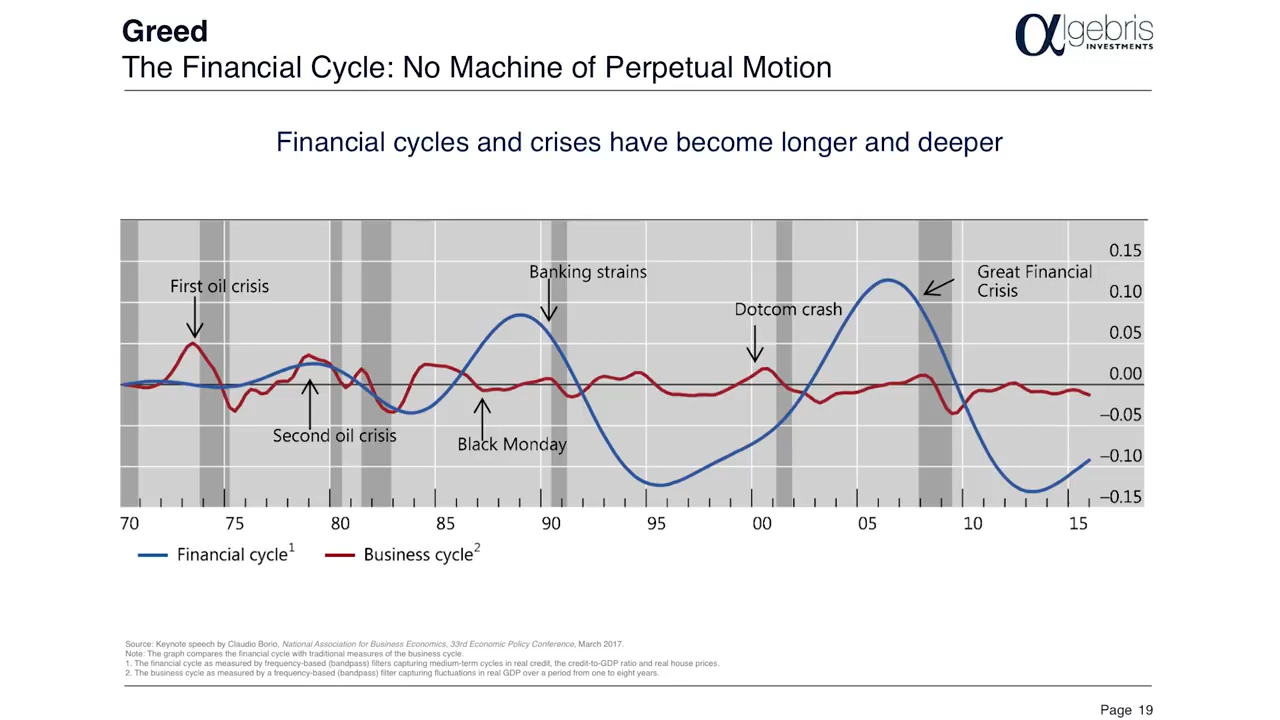 Greed
The Financial Cycle: No Machine of Perpetual Motion
αlgebris
INVESTMENTS
Financial cycles and crises have become longer and deeper
First oil crisis
Second oil crisis
Black Monday
Banking strains
Dotcom crash
Great Financial
Crisis
0.15
0.10
0.05
0.00
–0.05
–0.10
–0.15
70 75 80 85 90 95 00 05 10 15
Financial cycle1 Business cycle2
Source: Keynote speech by Claudio Borio, National Association for Business Economics, 33rd Economic Policy Conference, March 2017.
Note: The graph compares the financial cycle with traditional measures of the business cycle.
1. The financial cycle as measured by frequency-based (bandpass) filters capturing medium-term cycles in real credit, the credit-to-GDP ratio and real house prices.
2. The business cycle as measured by a frequency-based (bandpass) filter capturing fluctuations in real GDP over a period from one to eight years.
Page 19